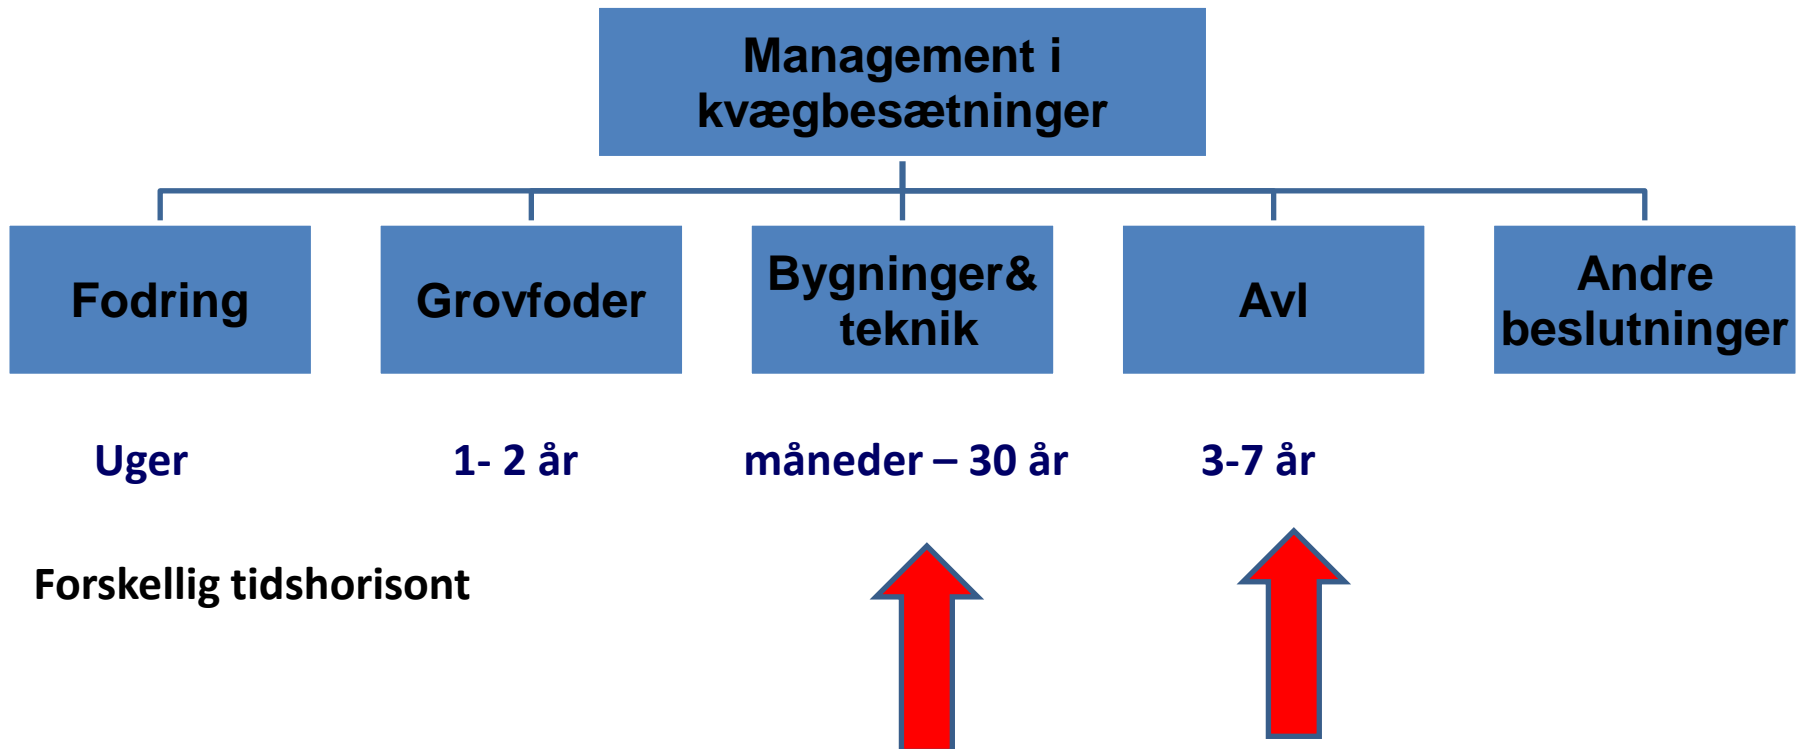 Management i
kvægbesætninger
Fodring
Grovfoder
Bygninger&
teknik
Avl
Andre
beslutninger
Uger
1- 2 år
måneder – 30 år
3-7 år
Forskellig tidshorisont